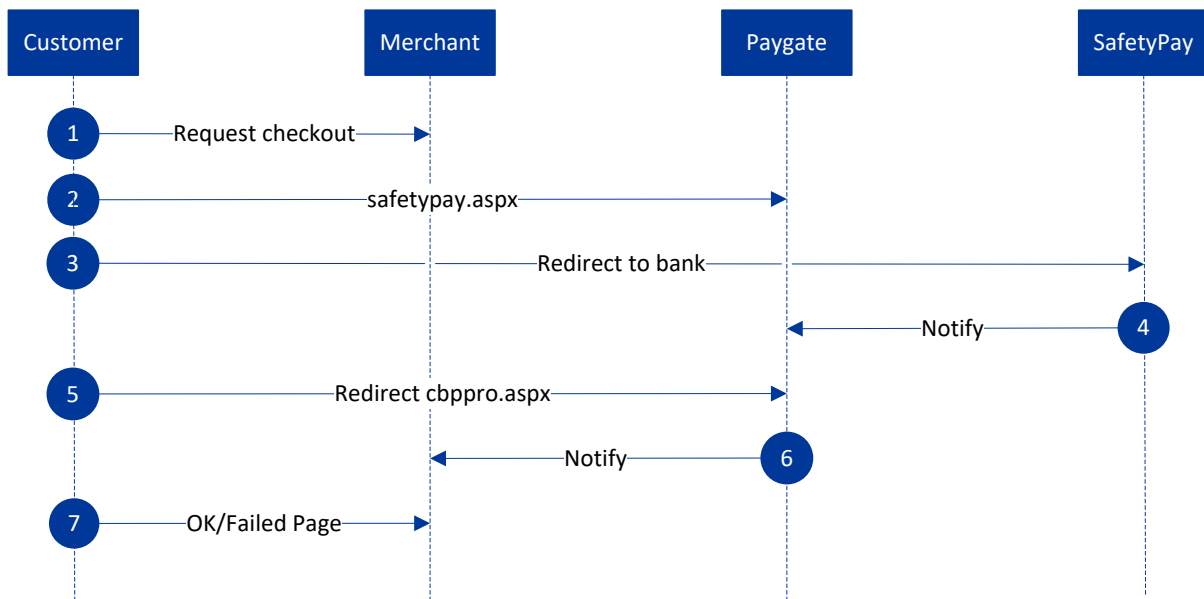 Customer
Merchant
Paygate
SafetyPay
1
Request checkout
2
safetypay.aspx
3
Redirect to bank
Notify
4
5
Redirect cbppro.aspx
Notify
6
7
OK/Failed Page